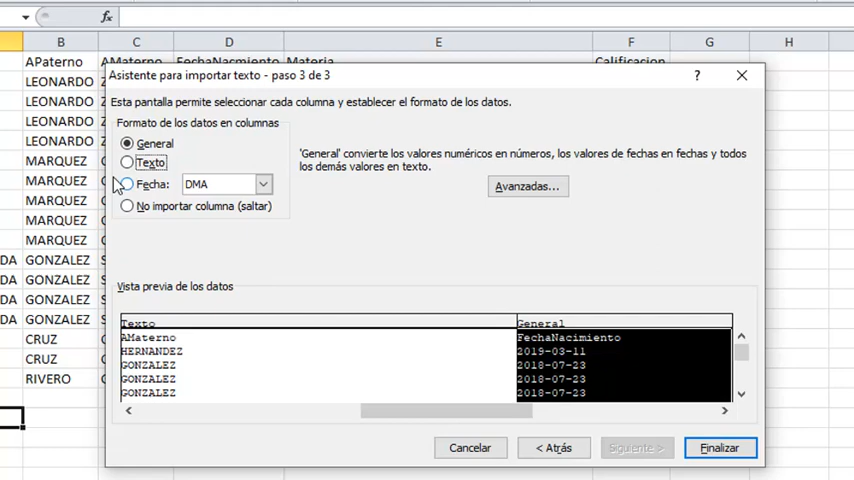 fx
B C D E F G H
APaterno AMaterno FechaNacmiento Materia Calificacion
LEONARDO
LEONARDO
LEONARDO
LEONARDO
MARQUEZ
MARQUEZ
MARQUEZ
MARQUEZ
MARQUEZ
DA GONZALEZ
DA GONZALEZ
DA GONZALEZ
DA GONZALEZ
CRUZ
CRUZ
RIVERO
Asistente para importar texto - paso 3 de 3
?
Esta pantalla permite seleccionar cada columna y establecer el formato de los datos.
Formato de los datos en columnas
General
Texto
Fecha: DMA
No importar columna (saltar)
'General' convierte los valores numéricos en números, los valores de fechas en fechas y todos
los demás valores en texto.
Avanzadas...
Vista previa de los datos
Texto General
AMaterno FechaNacimiento
HERNANDEZ 2019-03-11
GONZALEZ 2018-07-23
GONZALEZ 2018-07-23
GONZALEZ 2018-07-23
Cancelar < Atrás Siguiente > Finalizar